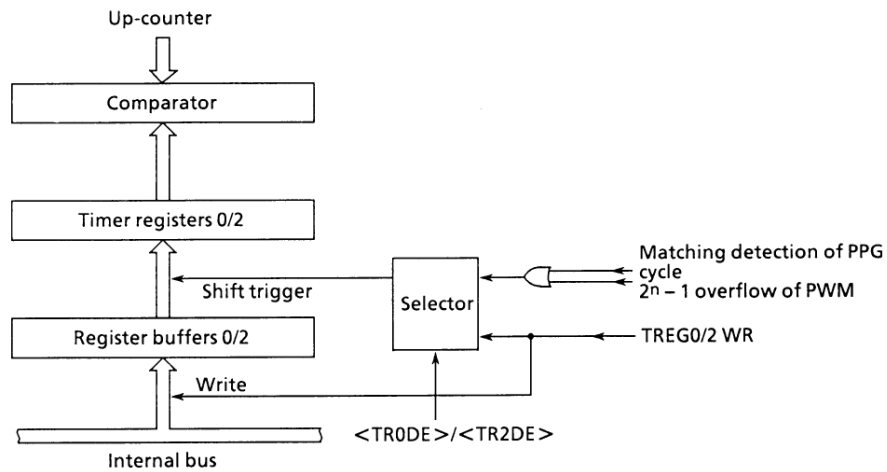 Up-counter
Comparator
Timer registers 0/2
Matching detection of PPG
cycle
2ⁿ – 1 overflow of PWM
Shift trigger
Selector
Register buffers 0/2
TREG0/2 WR
Write
<TR0DE>/<TR2DE>
Internal bus